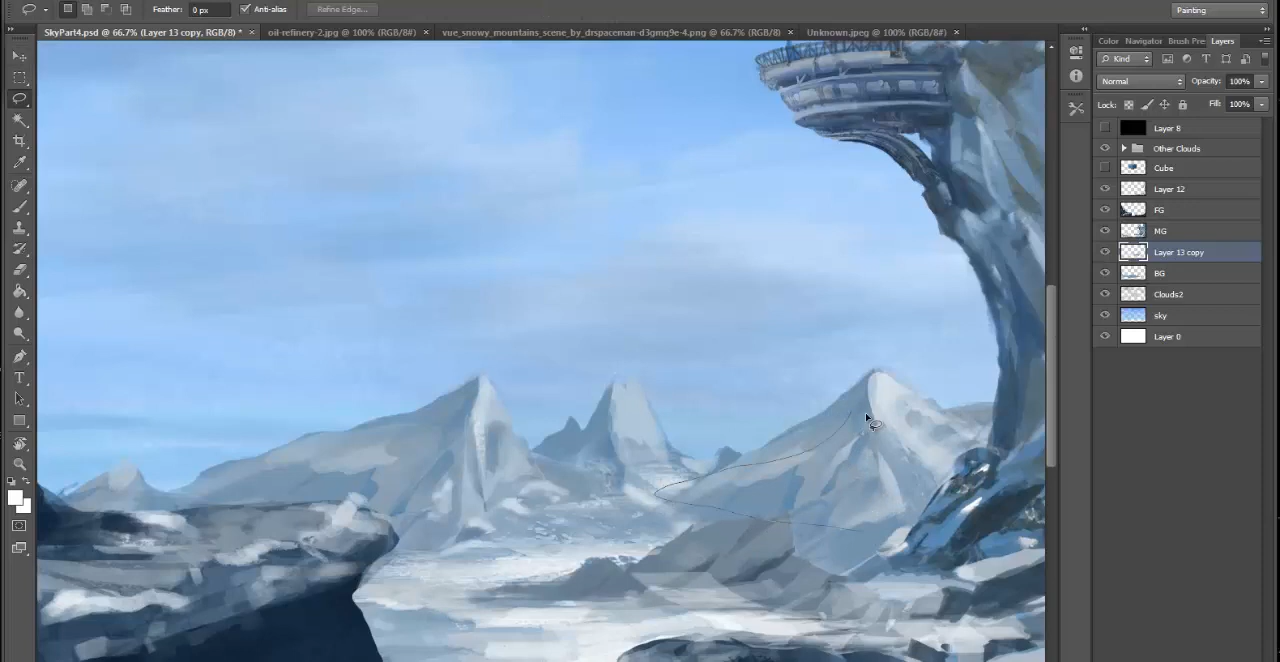 Feather: 0 px Anti-alias Refine Edge... Painting
SkyPart4.psd @ 66.7% (Layer 13 copy, RGB/8) * × oil-refinery-2.jpg @ 100% (RGB/8#) × vue_snowy_mountains_scene_by_drspaceman-d3gmq9e-4.png @ 66.7% (RGB/8) × Unknown.jpeg @ 100% (RGB/8#) ×
Color Navigator Brush Pre: Layers
Kind
Normal Opacity: 100%
Lock: Fill: 100%
Layer 8
Other Clouds
Cube
Layer 12
FG
MG
Layer 13 copy
BG
Clouds2
sky
Layer 0